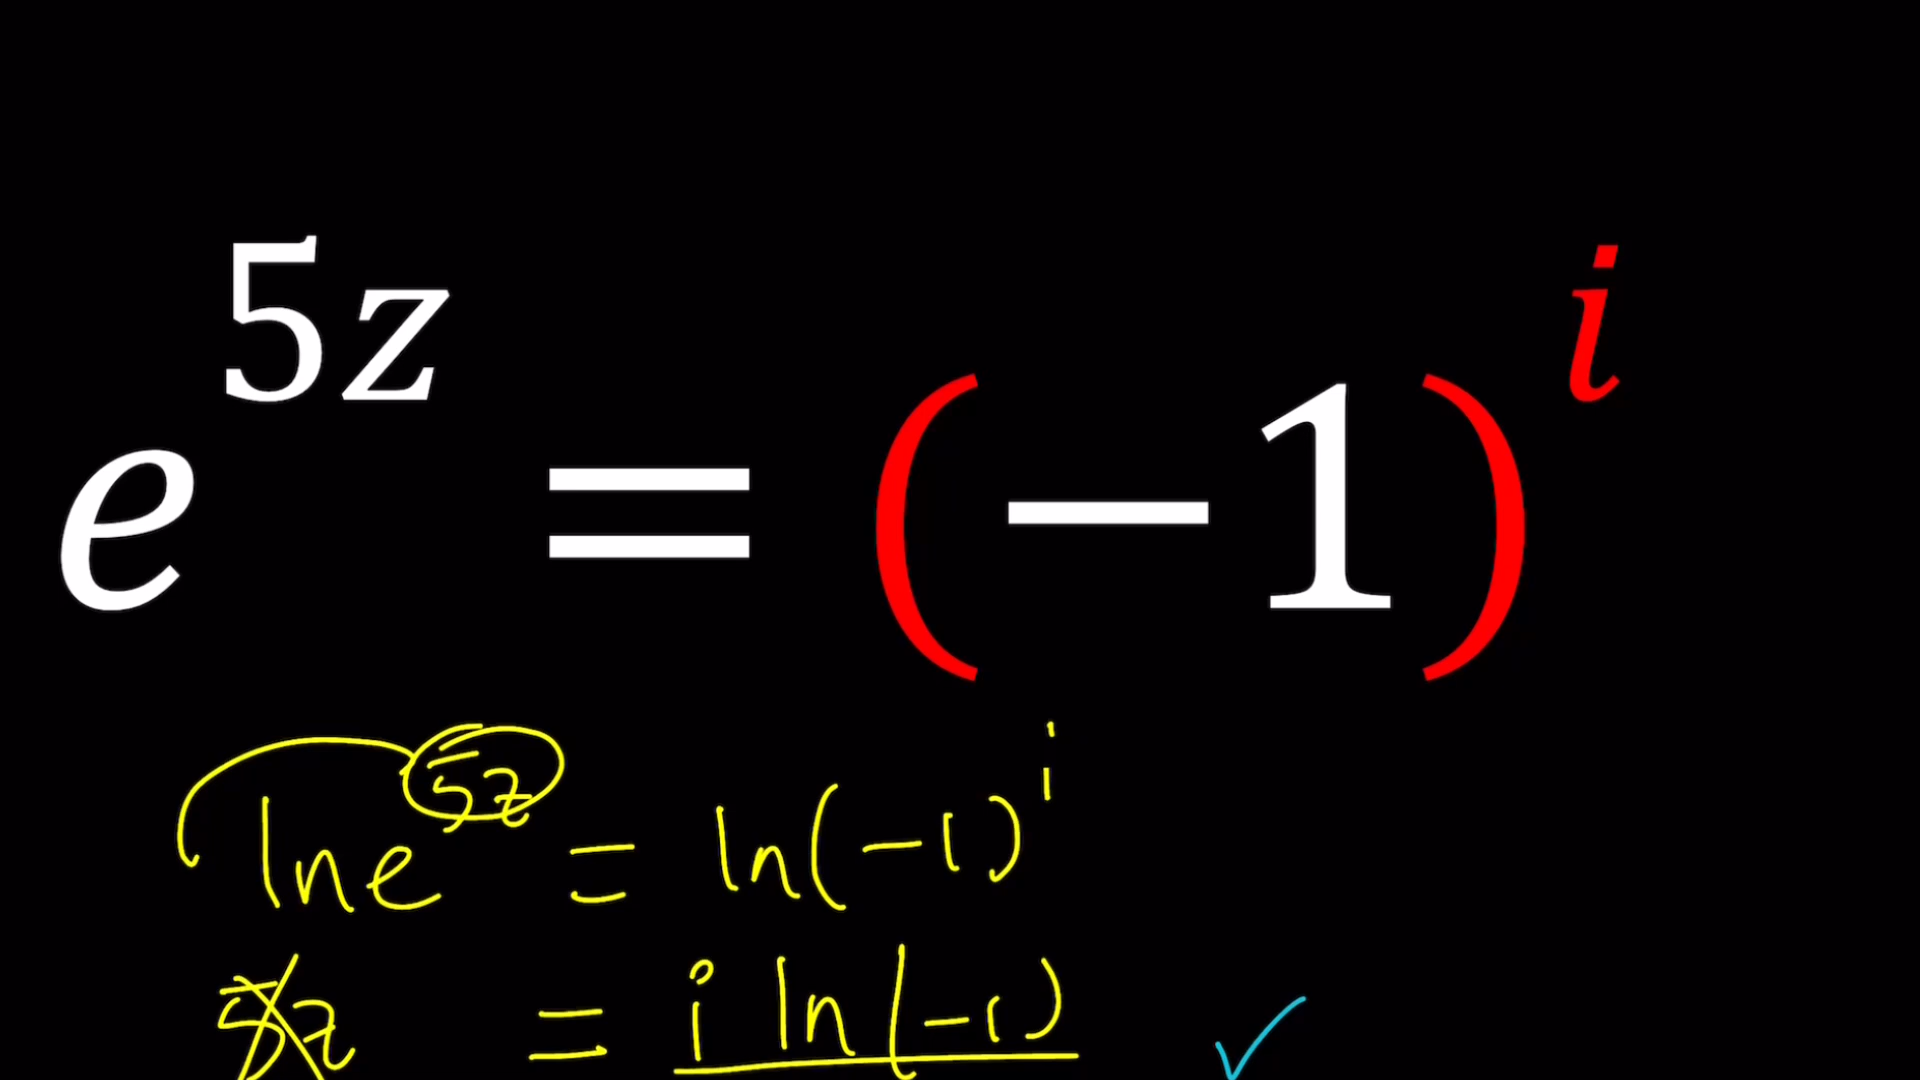 e^{5z} = (-1)^i
ln e^{5z} = ln(-1)^i
5z = i ln(-1)